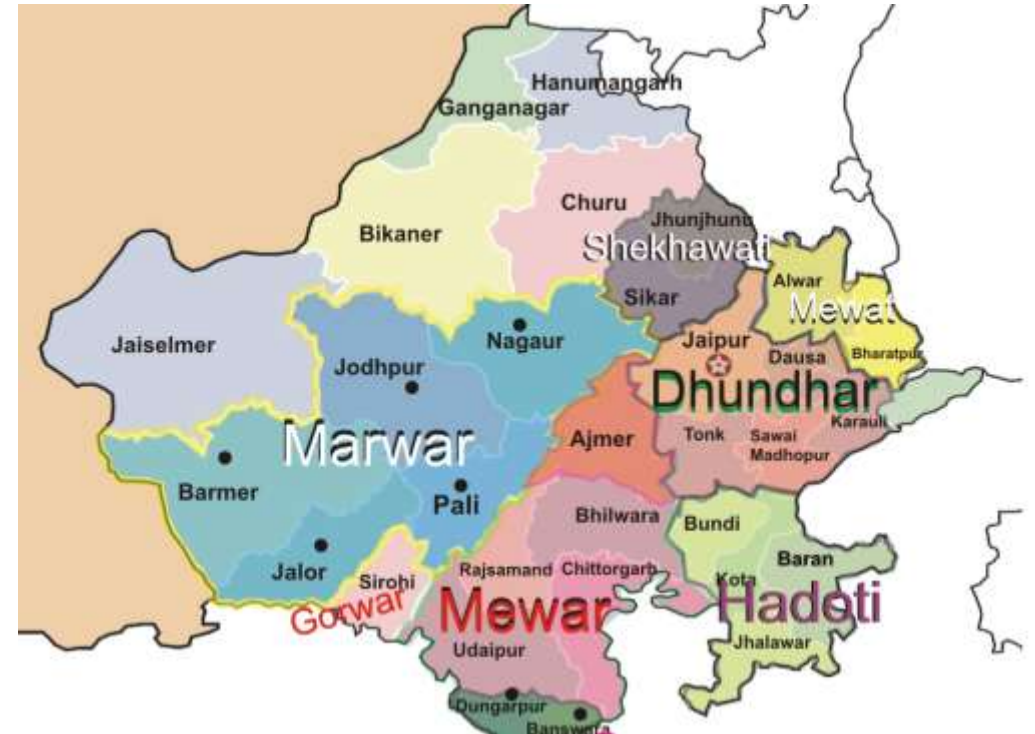 Hanumangarh
Ganganagar
Churu
Bikaner
Jhunjhunu
Shekhawati
Sikar
Alwar
Mewat
Jaiselmer
Nagaur
Jaipur
Dausa
Bharatpur
Jodhpur
Dhundhar
Marwar
Ajmer
Tonk
Sawai
Madhopur
Karauli
Barmer
Pali
Bhilwara
Bundi
Baran
Jalor
Sirohi
Gorwar
Rajsamand
Chittorgarh
Kota
Mewar
Hadoti
Udaipur
Jhalawar
Dungarpur
Banswara